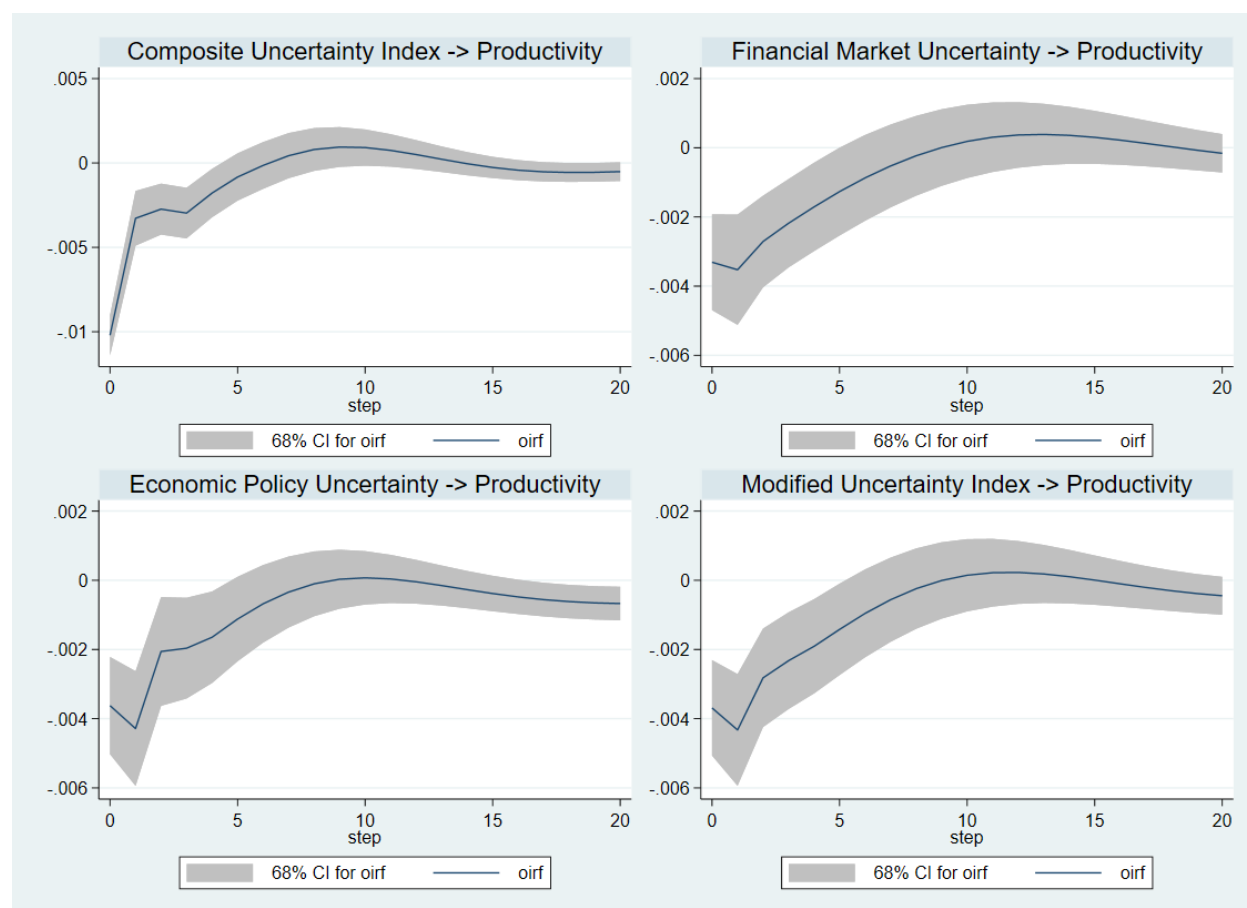 Composite Uncertainty Index -> Productivity
.005
0
-.005
-.01
0 5 10 15 20
step
68% CI for oirf oirf
Financial Market Uncertainty -> Productivity
.002
0
-.002
-.004
-.006
0 5 10 15 20
step
68% CI for oirf oirf
Economic Policy Uncertainty -> Productivity
.002
0
-.002
-.004
-.006
0 5 10 15 20
step
68% CI for oirf oirf
Modified Uncertainty Index -> Productivity
.002
0
-.002
-.004
-.006
0 5 10 15 20
step
68% CI for oirf oirf